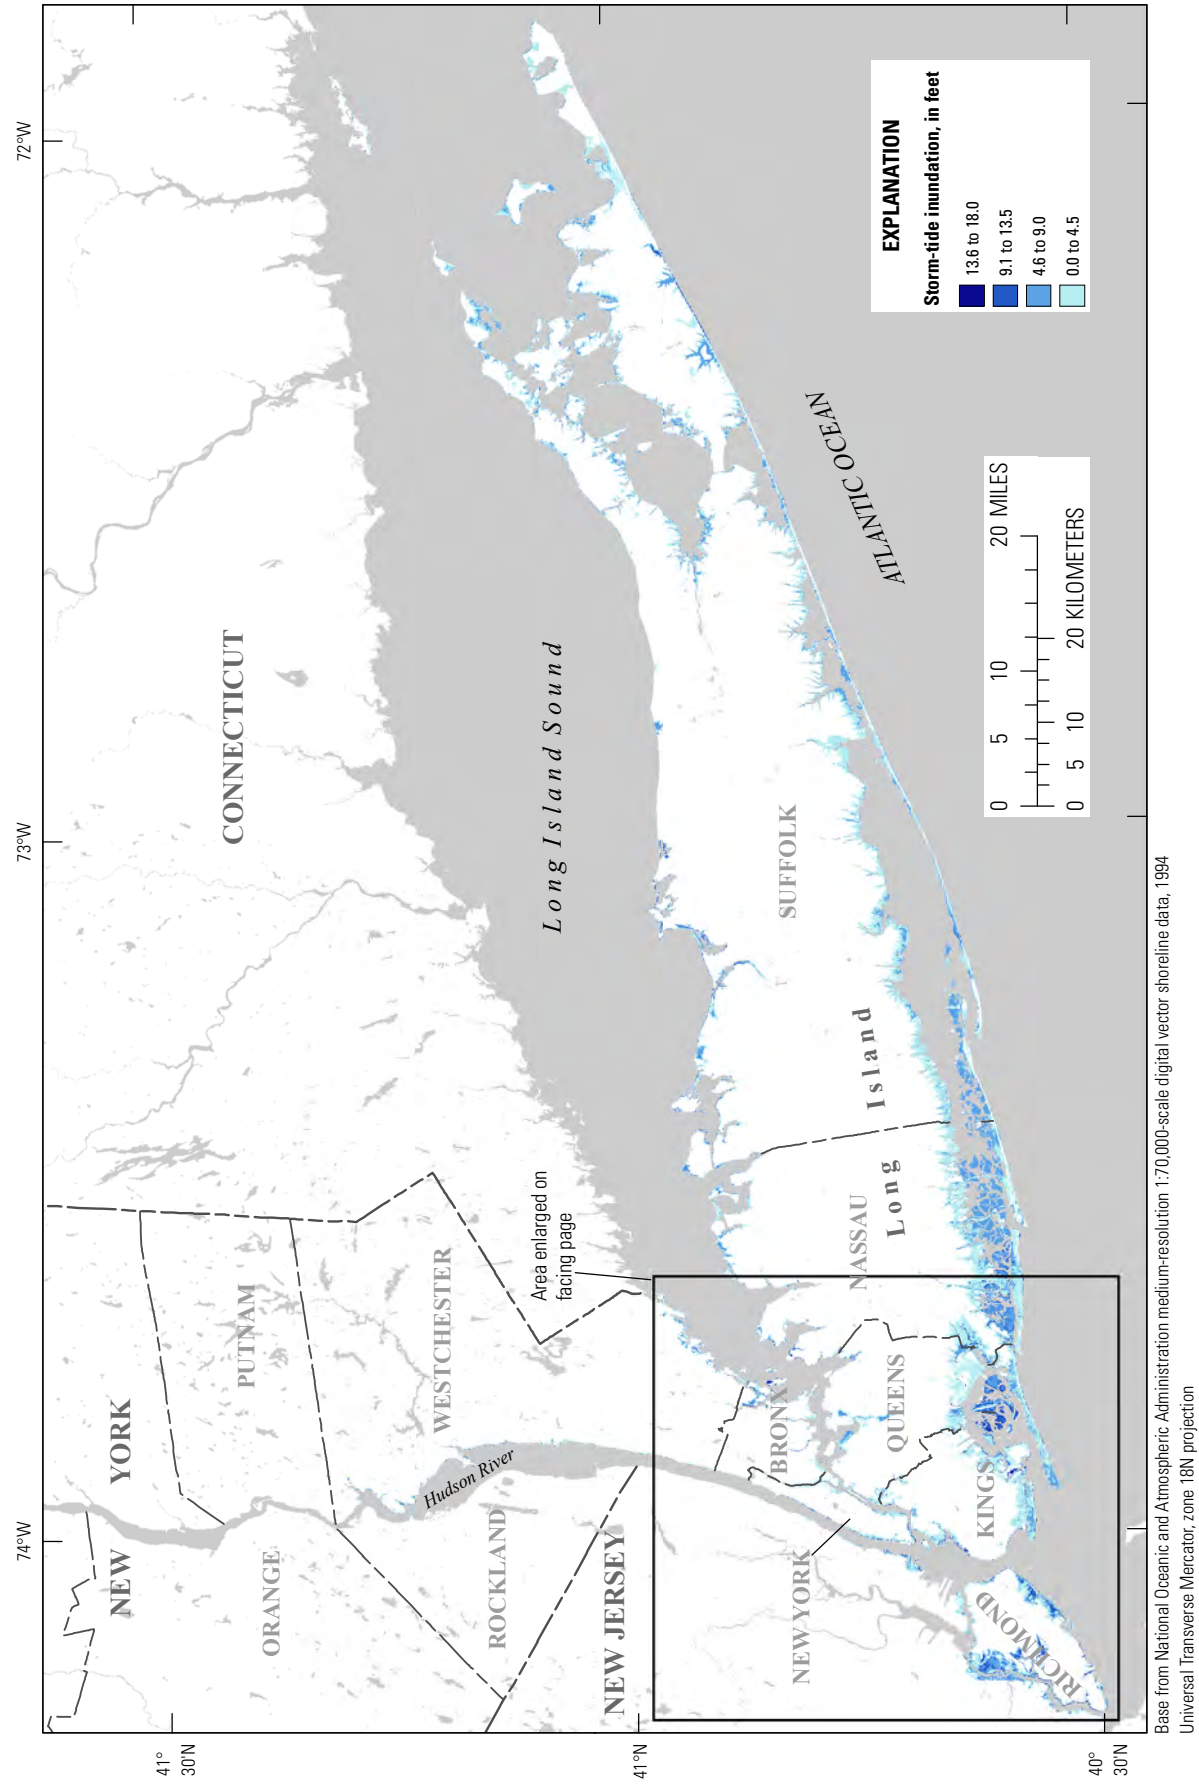 74°W
73°W
72°W
41°
30'N
41°N
40°
30'N
NEW YORK
CONNECTICUT
PUTNAM
ORANGE
WESTCHESTER
ROCKLAND
Hudson River
NEW JERSEY
Area enlarged on
facing page
Long Island Sound
BRONX
NEW YORK
QUEENS
KINGS
RICHMOND
NASSAU
SUFFOLK
Long Island
ATLANTIC OCEAN
EXPLANATION
Storm-tide inundation, in feet
13.6 to 18.0
9.1 to 13.5
4.6 to 9.0
0.0 to 4.5
0 5 10 20 MILES
0 5 10 20 KILOMETERS
Base from National Oceanic and Atmospheric Administration medium-resolution 1:70,000-scale digital vector shoreline data, 1994
Universal Transverse Mercator, zone 18N projection